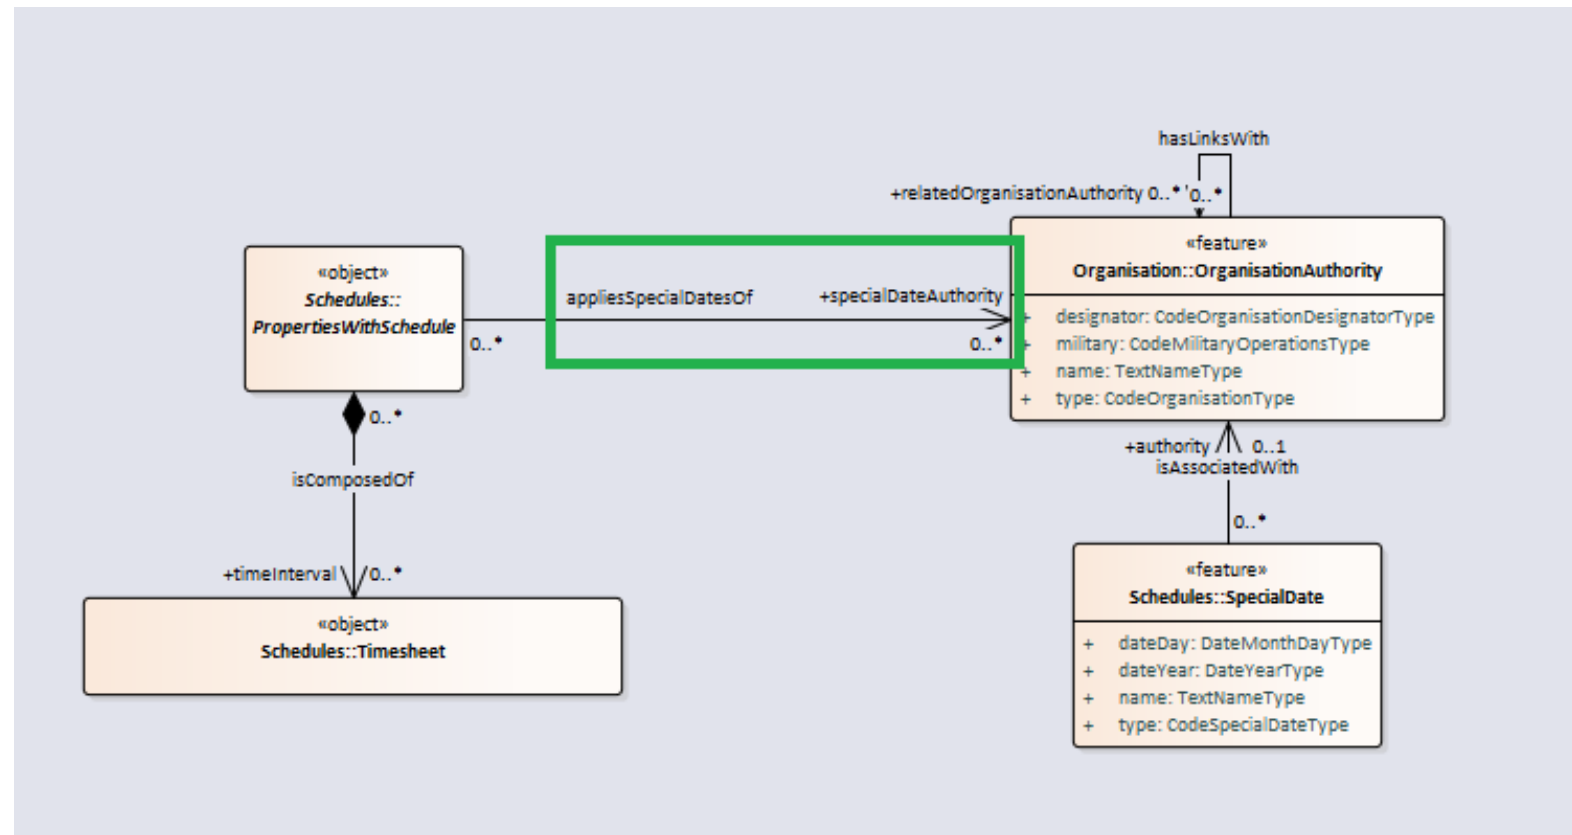 hasLinksWith
+relatedOrganisationAuthority 0..* '0..*
«feature»
Organisation::OrganisationAuthority
+ designator: CodeOrganisationDesignatorType
+ military: CodeMilitaryOperationsType
+ name: TextNameType
+ type: CodeOrganisationType
«object»
Schedules::
PropertiesWithSchedule
appliesSpecialDatesOf
+specialDateAuthority
0..*
0..*
0..*
isComposedOf
+timeInterval
0..*
«object»
Schedules::Timesheet
+authority
0..1
isAssociatedWith
0..*
«feature»
Schedules::SpecialDate
+ dateDay: DateMonthDayType
+ dateYear: DateYearType
+ name: TextNameType
+ type: CodeSpecialDateType